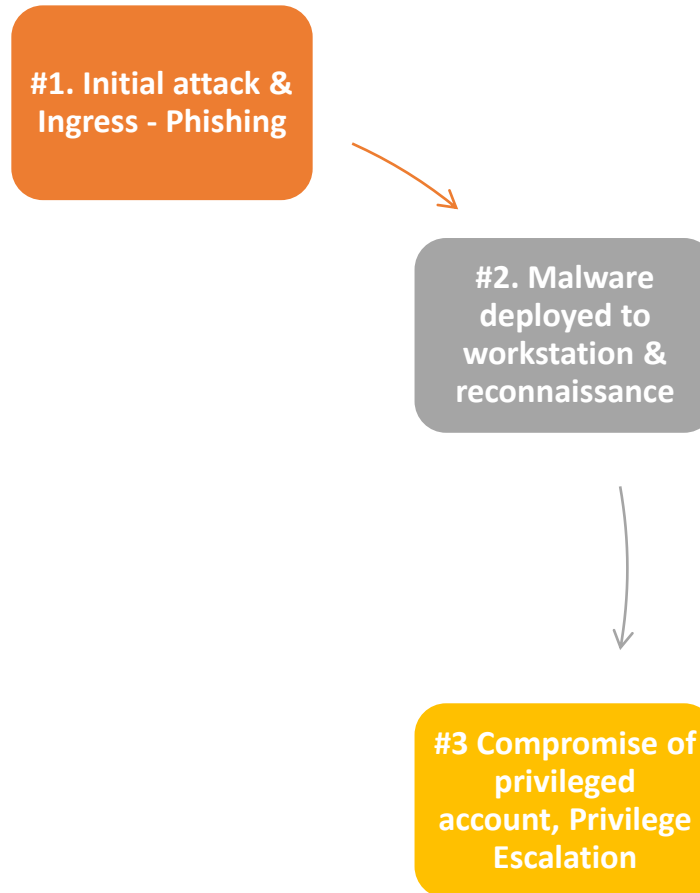 #1. Initial attack &
Ingress - Phishing
#2. Malware
deployed to
workstation &
reconnaissance
#3 Compromise of
privileged
account, Privilege
Escalation